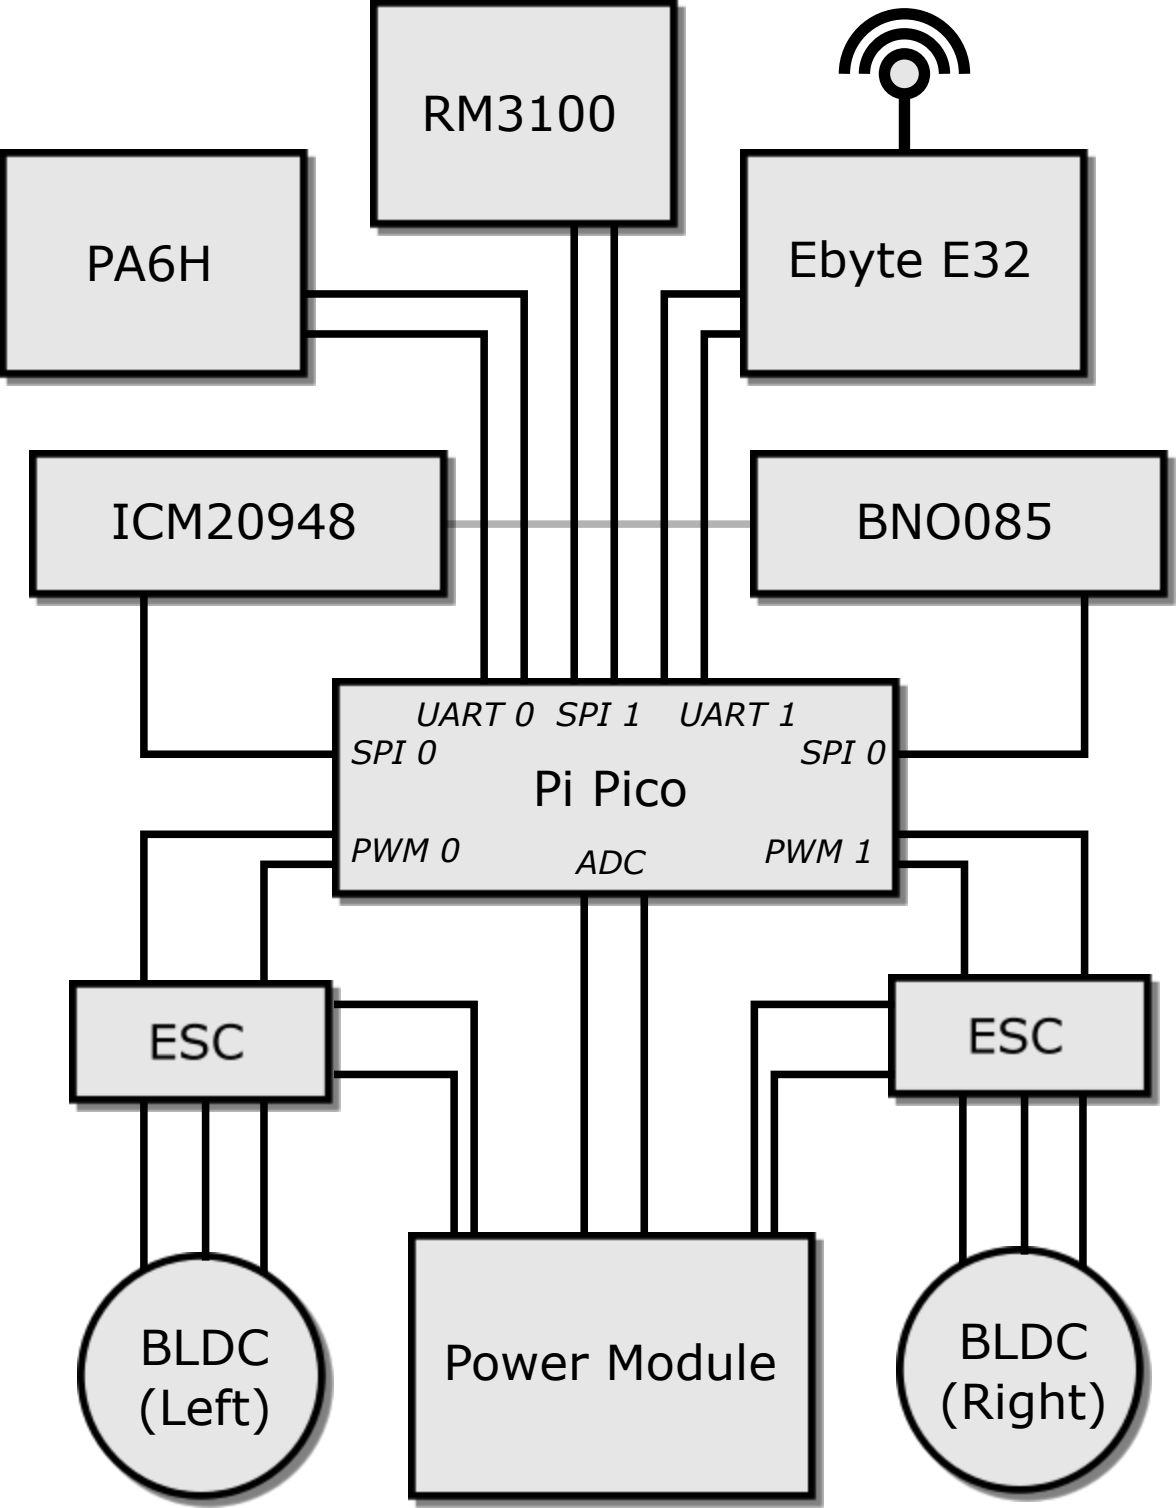 RM3100
PA6H
Ebyte E32
ICM20948
BNO085
UART 0 SPI 1 UART 1
SPI 0 SPI 0
Pi Pico
PWM 0 ADC PWM 1
ESC
ESC
BLDC
(Left)
Power Module
BLDC
(Right)